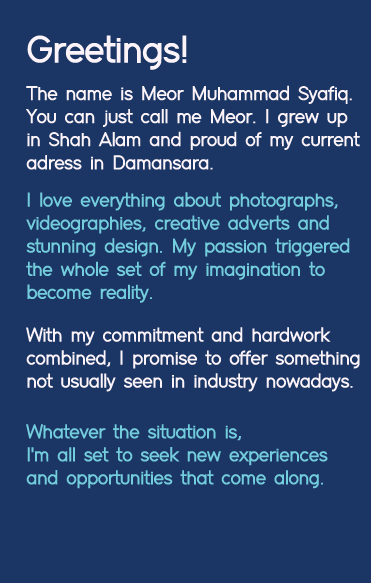 Greetings!
The name is Meor Muhammad Syafiq.
You can just call me Meor. I grew up
in Shah Alam and proud of my current
adress in Damansara.
I love everything about photographs,
videographies, creative adverts and
stunning design. My passion triggered
the whole set of my imagination to
become reality.
With my commitment and hardwork
combined, I promise to offer something
not usually seen in industry nowadays.
Whatever the situation is,
I'm all set to seek new experiences
and opportunities that come along.